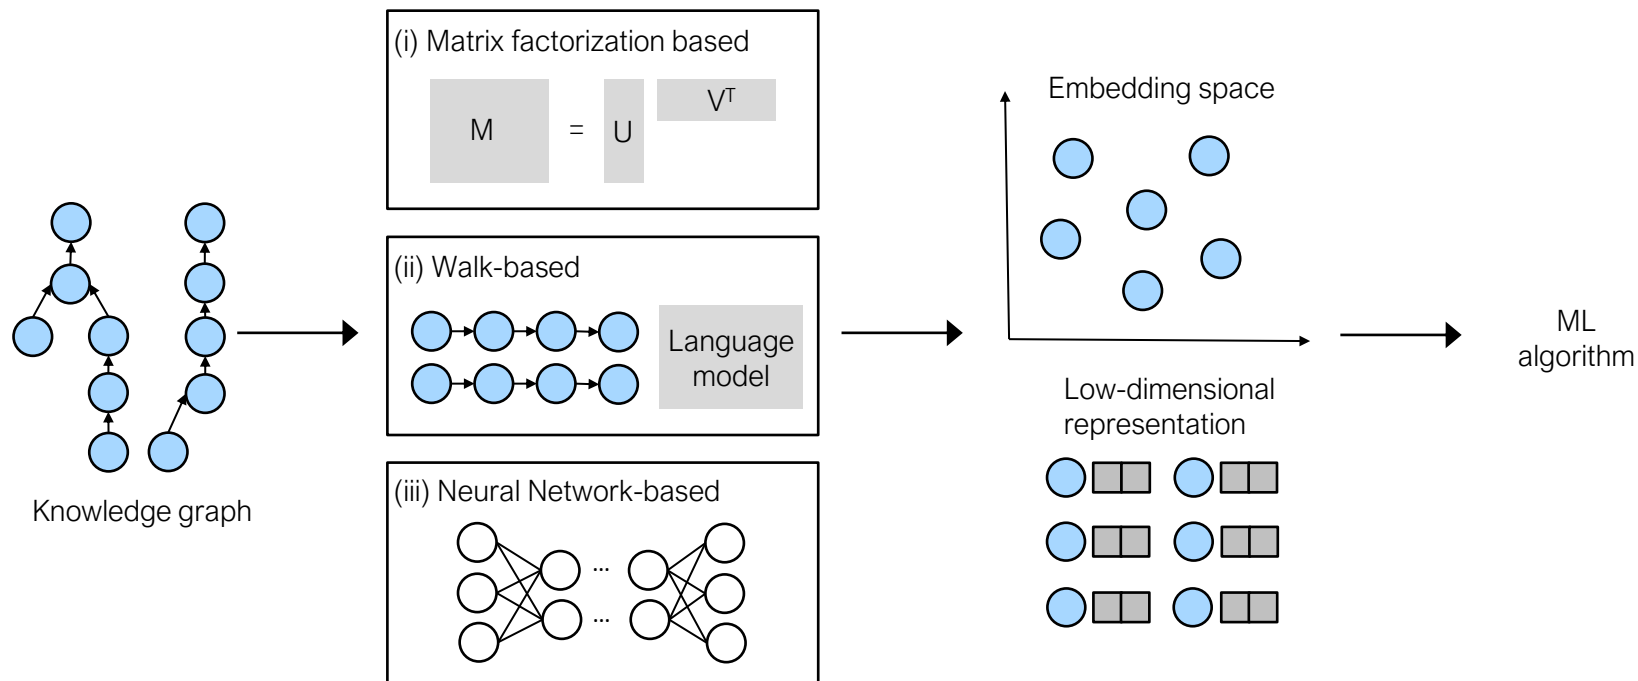 Knowledge graph
(i) Matrix factorization based
M
=
U
Vᵀ
(ii) Walk-based
Language
model
(iii) Neural Network-based
...
...
Embedding space
Low-dimensional
representation
ML
algorithm